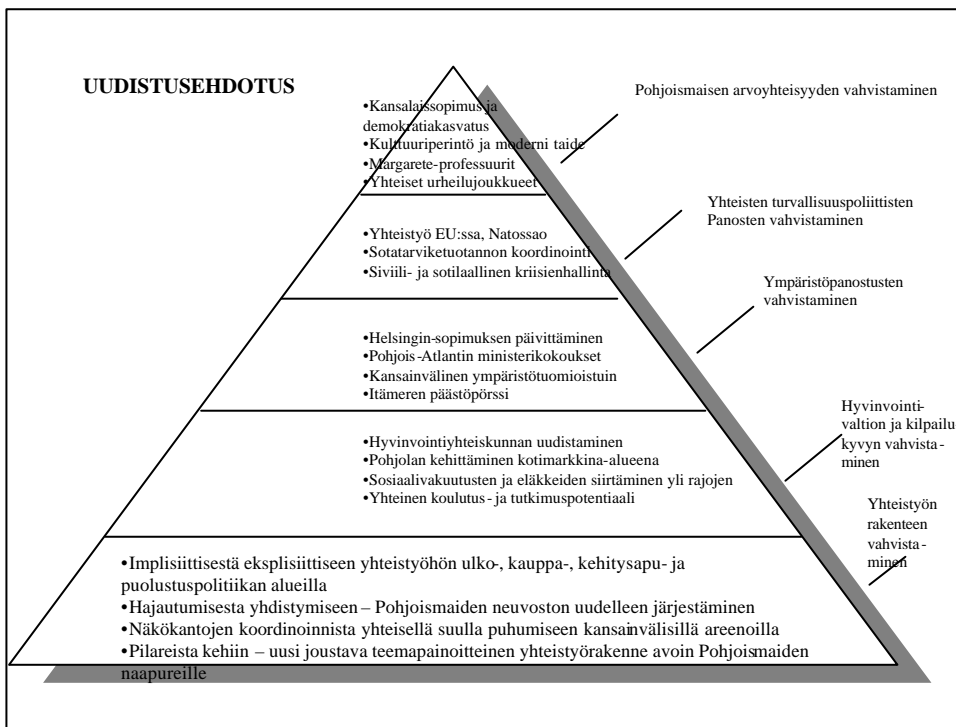 UUDISTUSEHDOTUS
•Kansalaissopimus ja
demokratiakasvatus
•Kulttuuriperintö ja moderni taide
•Margarete-professuurit
•Yhteiset urheilujoukkueet
Pohjoismaisen arvoyhteisyyden vahvistaminen
•Yhteistyö EU:ssa, Natossao
•Sotatarviketuotannon koordinointi
•Siviili- ja sotilaallinen kriisienhallinta
Yhteisten turvallisuuspoliittisten
Panosten vahvistaminen
•Helsingin-sopimuksen päivittäminen
•Pohjois-Atlantin ministerikokoukset
•Kansainvälinen ympäristötuomioistuin
•Itämeren päästöpörssi
Ympäristöpanostusten
vahvistaminen
•Hyvinvointiyhteiskunnan uudistaminen
•Pohjolan kehittäminen kotimarkkina-alueena
•Sosiaalivakuutusten ja eläkkeiden siirtäminen yli rajojen
•Yhteinen koulutus- ja tutkimuspotentiaali
Hyvinvointi-
valtion ja kilpailu
kyvyn vahvista-
minen
•Implisiittisestä eksplisiittiseen yhteistyöhön ulko-, kauppa-, kehitysapu- ja
puolustuspolitiikan alueilla
•Hajautumisesta yhdistymiseen – Pohjoismaiden neuvoston uudelleen järjestäminen
•Näkökantojen koordinoinnista yhteisellä suulla puhumiseen kansainvälisillä areenoilla
•Pilareista kehiin – uusi joustava teemapainoitteinen yhteistyörakenne avoin Pohjoismaiden
naapureille
Yhteistyön
rakenteen
vahvista-
minen